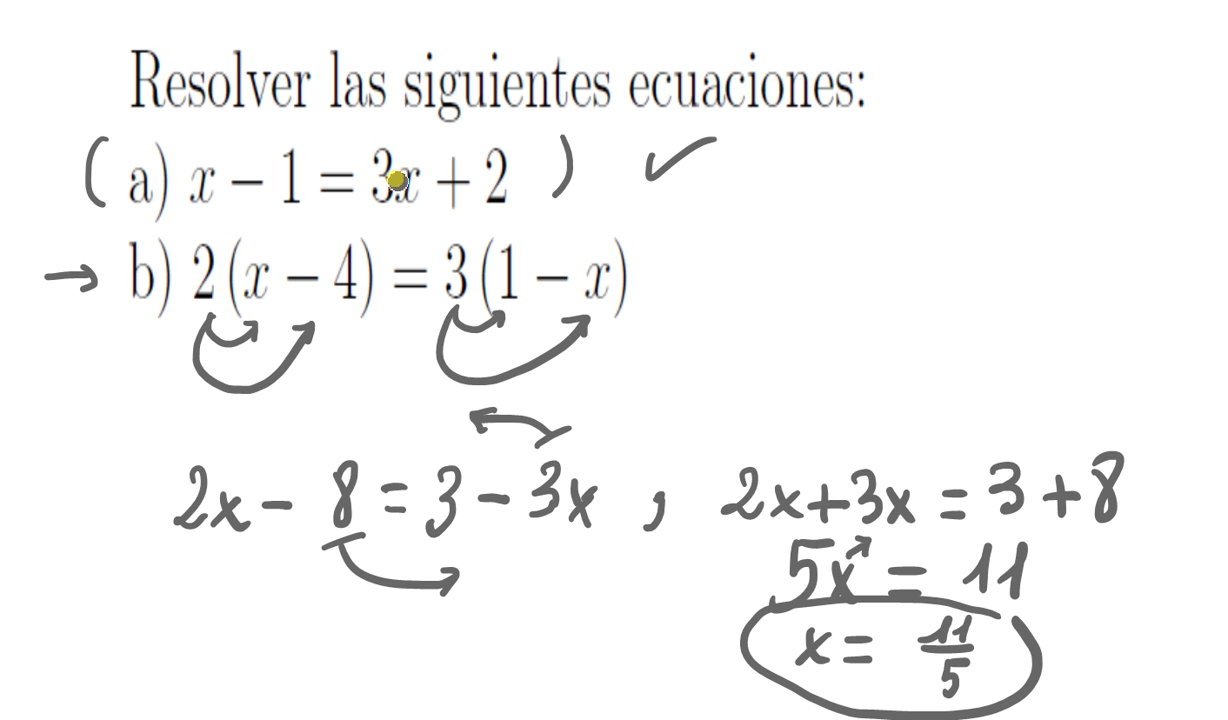 Resolver las siguientes ecuaciones:
( a) x − 1 = 3x + 2 ) ✓
→ b) 2(x − 4) = 3(1 − x)
2x − 8 = 3 − 3x , 2x+3x = 3+8
5x = 11
x = 11/5